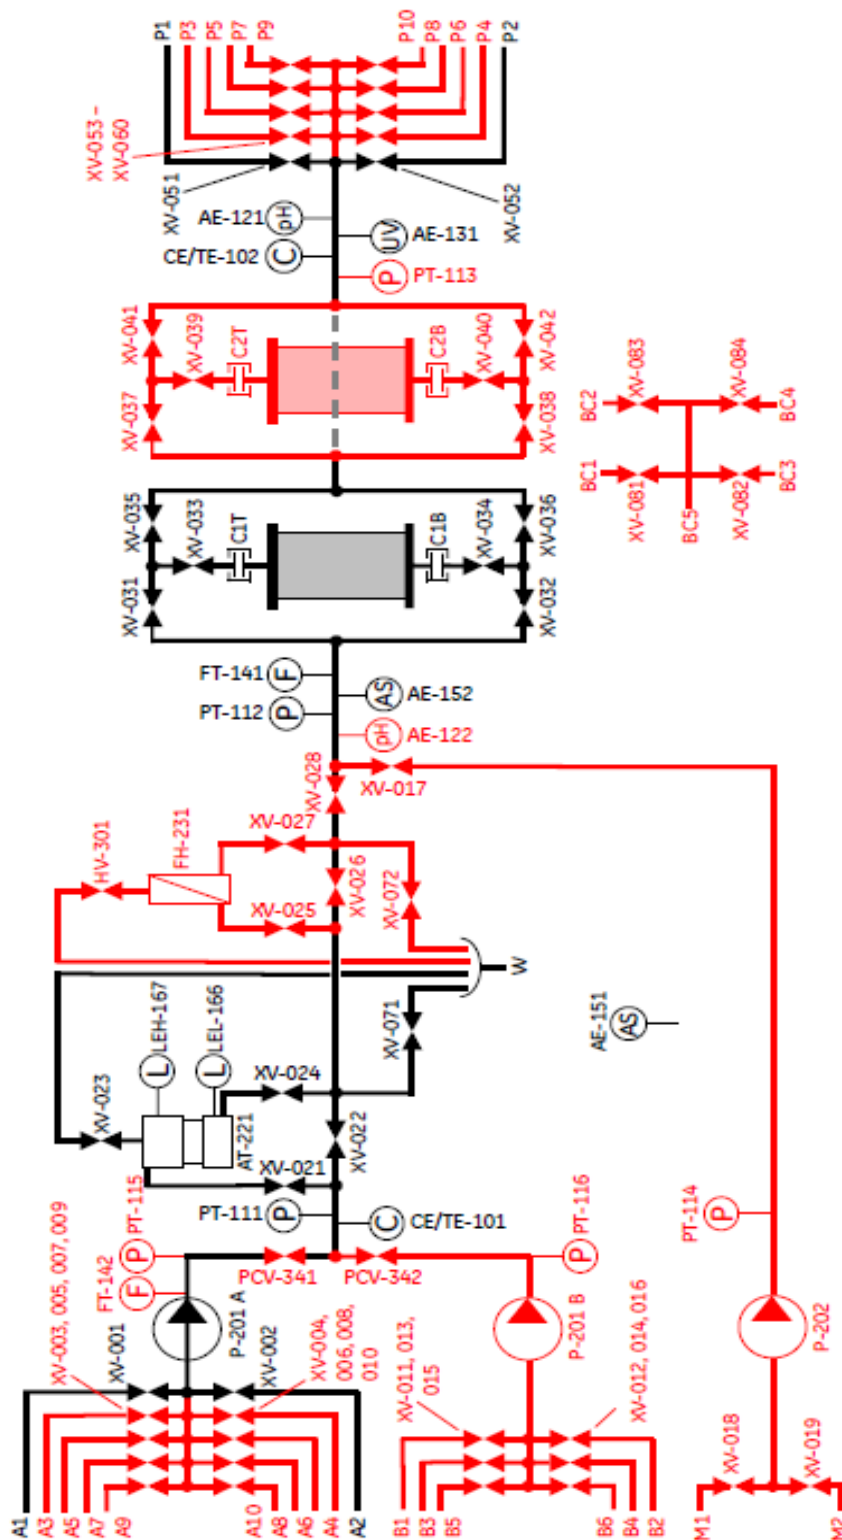 P1
P3
P5
P7
P9
P10
P8
P6
P4
P2
XV-053 –
XV-060
XV-051
XV-052
AE-121
pH
UV
AE-131
CE/TE-102
C
P
PT-113
XV-041
XV-039
C2T
C2B
XV-040
XV-042
XV-037
XV-038
BC2
XV-083
XV-084
BC4
BC1
XV-081
BC5
XV-082
BC3
XV-035
XV-033
C1T
C1B
XV-034
XV-036
XV-031
XV-032
FT-141
F
AS
AE-152
PT-112
P
pH
AE-122
XV-028
XV-017
XV-027
HV-301
FH-231
XV-026
XV-072
XV-025
W
LEH-167
L
LEL-166
L
XV-071
AE-151
AS
XV-023
XV-024
AT-221
XV-022
XV-021
PT-111
P
C
CE/TE-101
XV-003, 005, 007, 009
PT-115
P
FT-142
F
PCV-341
PCV-342
PT-116
P
PT-114
P
P-201 A
P-201 B
P-202
XV-001
XV-002
XV-004,
006, 008,
010
XV-011, 013,
015
XV-012, 014, 016
XV-018
XV-019
A1
A3
A5
A7
A9
A10
A8
A6
A4
A2
B1
B3
B5
B6
B4
B2
M1
M2